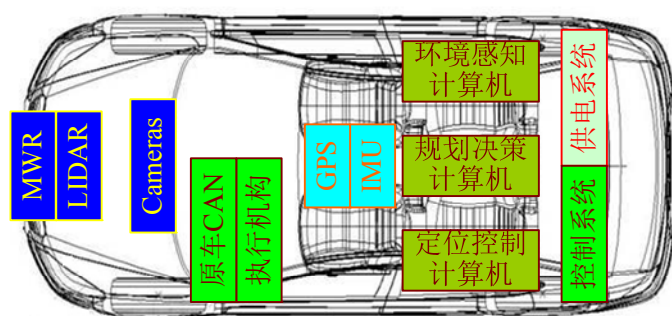 MWR
LIDAR
Cameras
原车CAN
执行机构
GPS
IMU
环境感知
计算机
规划决策
计算机
定位控制
计算机
供电系统
控制系统